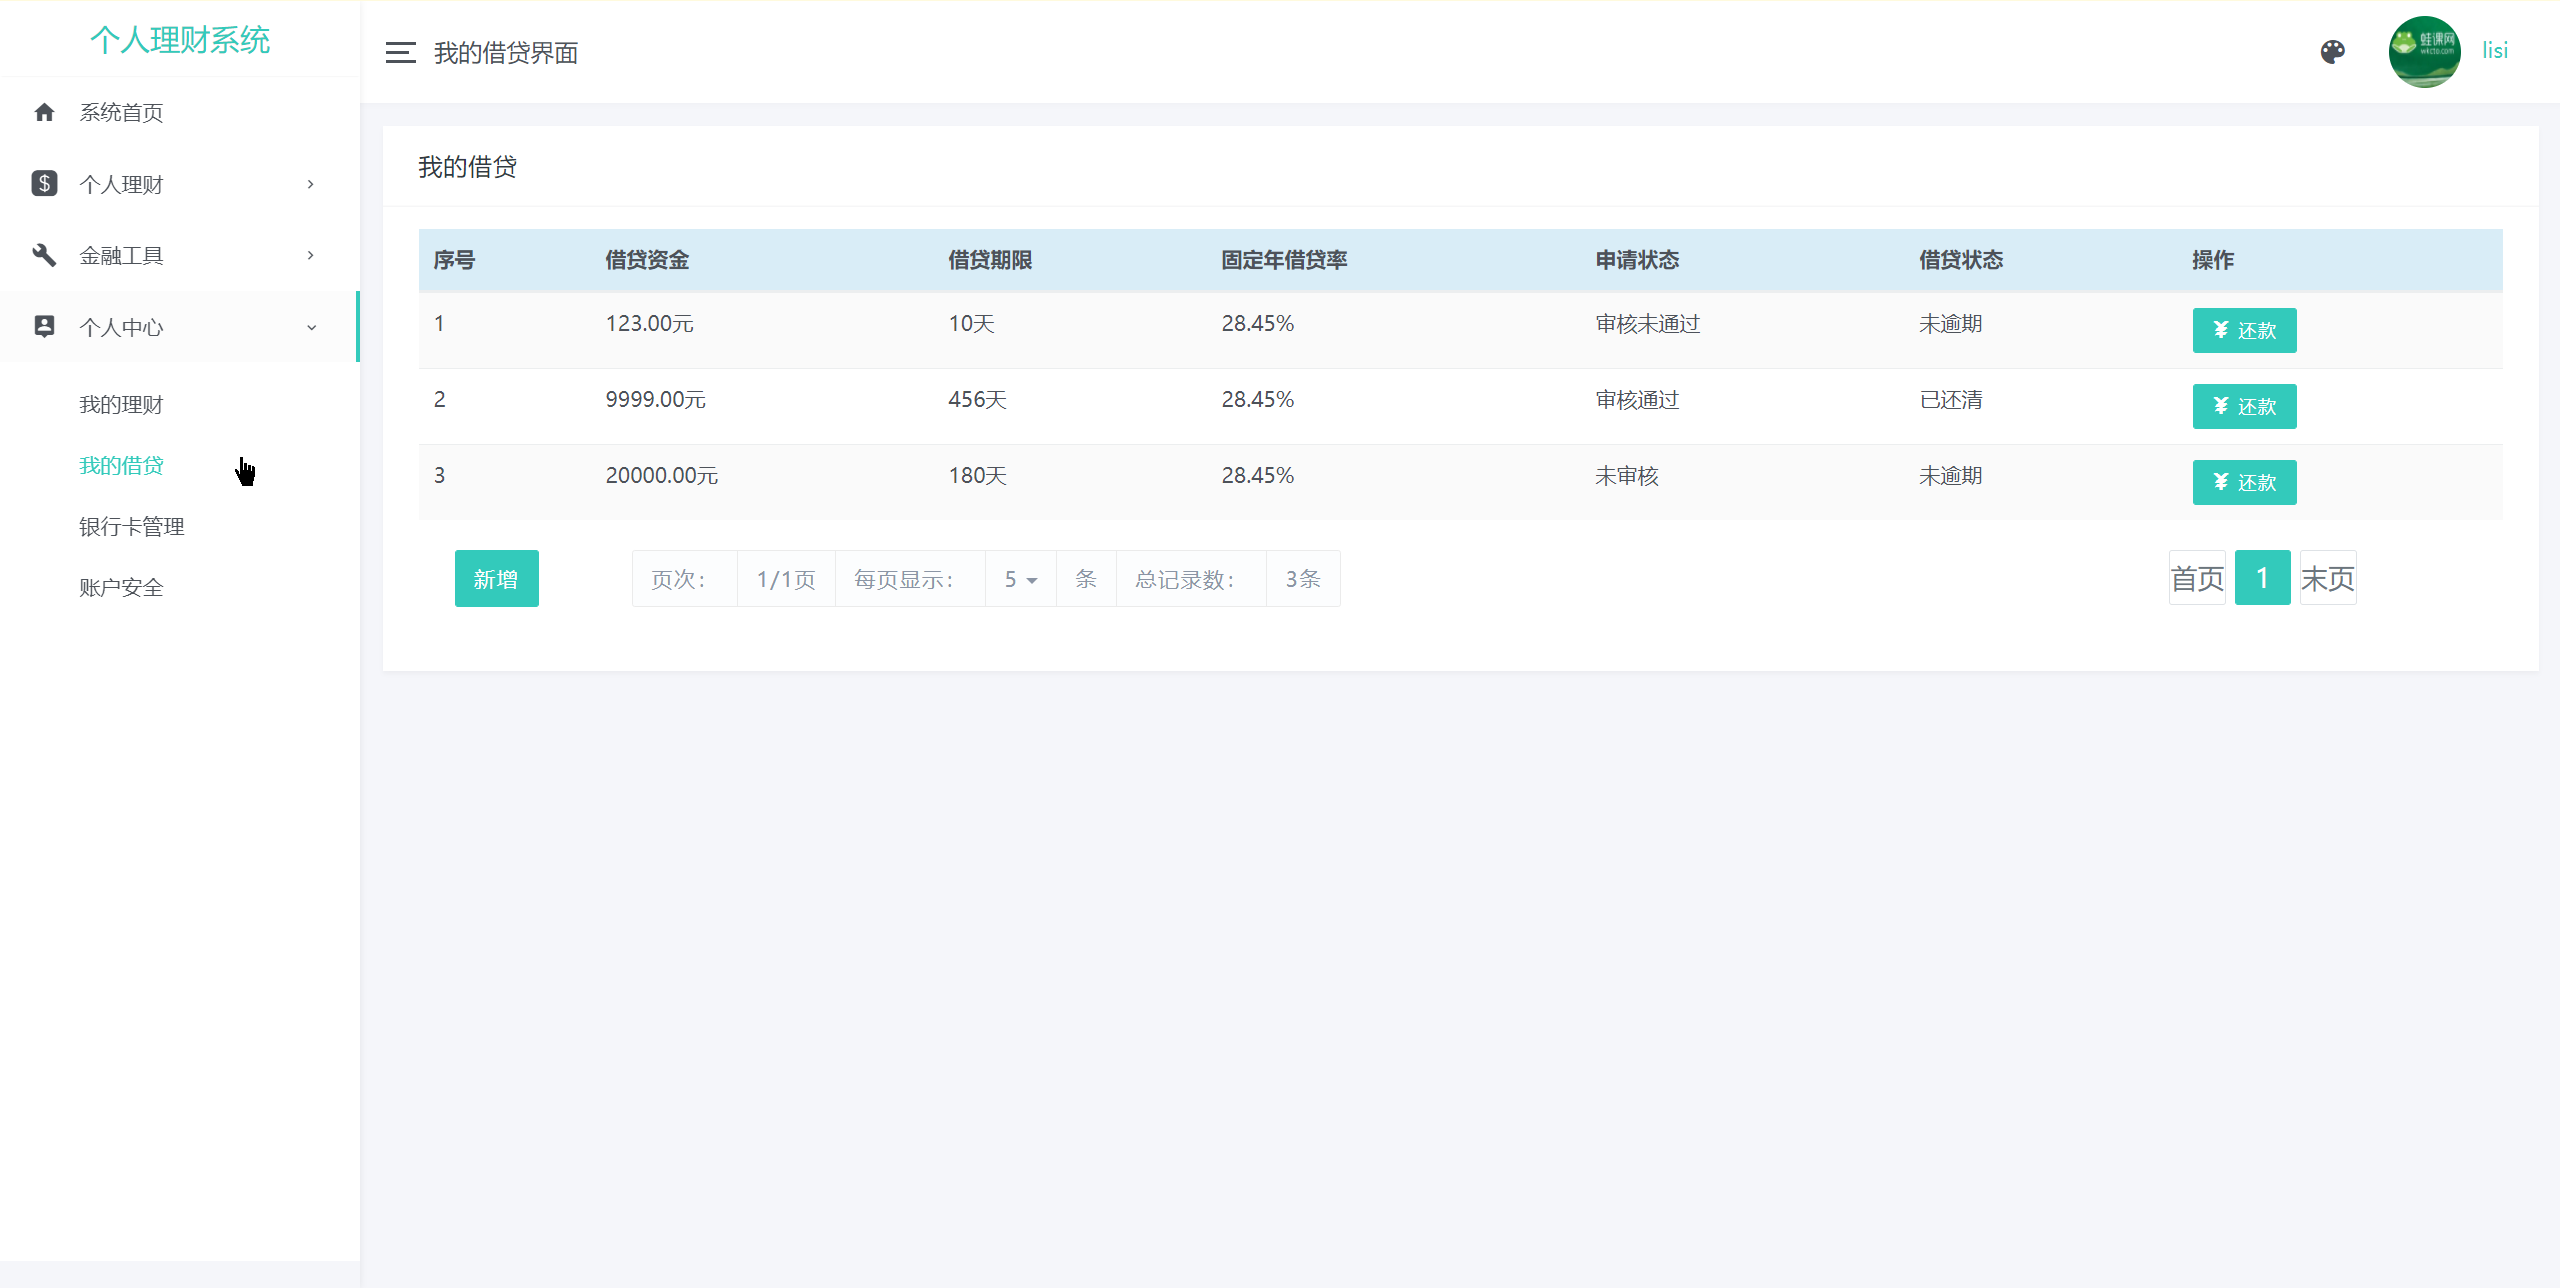 个人理财系统
系统首页
$ 个人理财
金融工具
个人中心
我的理财
我的借贷
银行卡管理
账户安全
我的借贷界面
蛙课网
wkcto.com
lisi
我的借贷
序号 借贷资金 借贷期限 固定年借贷率 申请状态 借贷状态 操作
1 123.00元 10天 28.45% 审核未通过 未逾期 ¥ 还款
2 9999.00元 456天 28.45% 审核通过 已还清 ¥ 还款
3 20000.00元 180天 28.45% 未审核 未逾期 ¥ 还款
新增 页次： 1/1页 每页显示： 5 条 总记录数： 3条 首页 1 末页